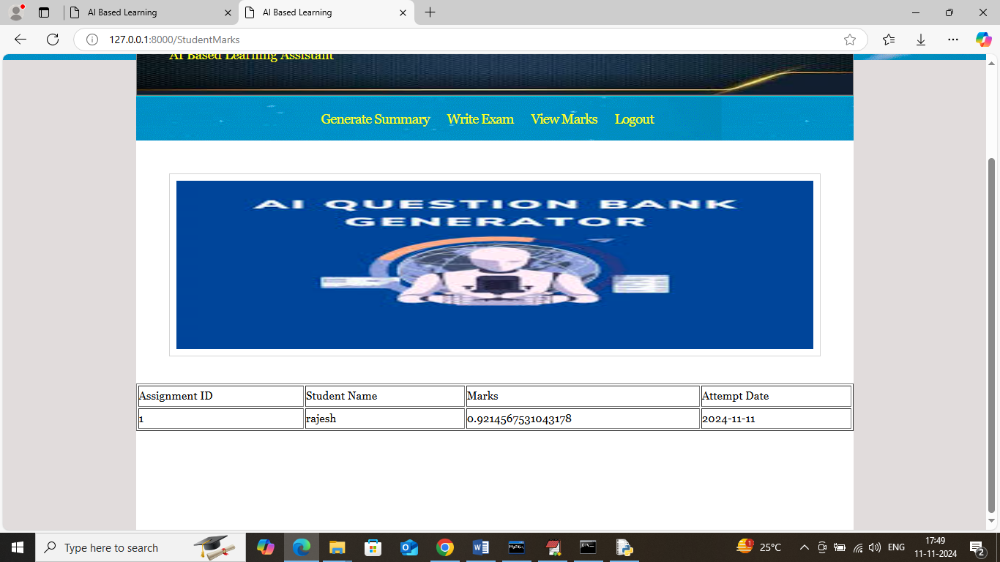 AI Based Learning
AI Based Learning
127.0.0.1:8000/StudentMarks
AI Based Learning Assistant
Generate Summary Write Exam View Marks Logout
AI QUESTION BANK
GENERATOR
Assignment ID Student Name Marks Attempt Date
1 rajesh 0.9214567531043178 2024-11-11
Type here to search
1
25°C
ENG
17:49
11-11-2024
2